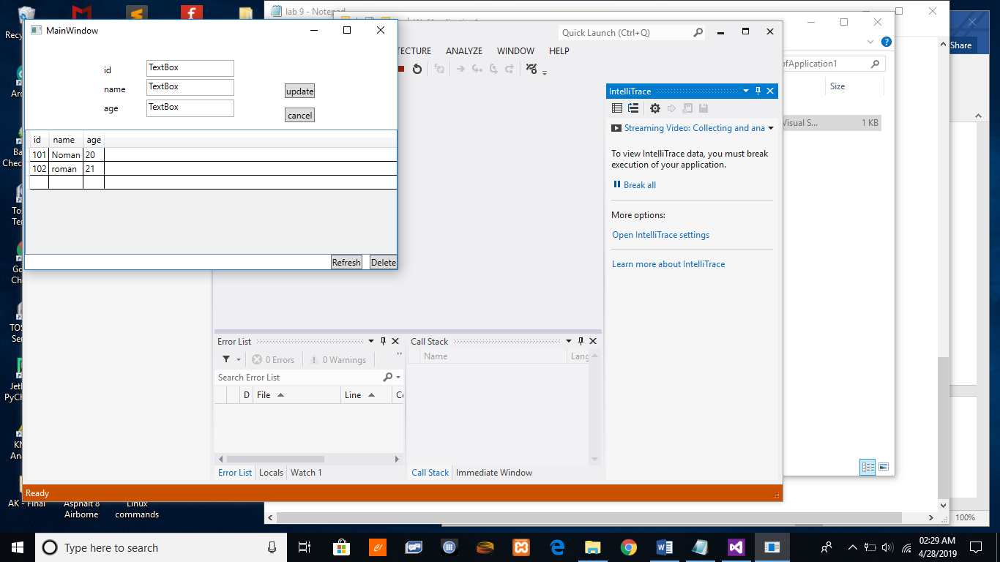 lab 9 - Notepad
MainWindow
id
TextBox
name
TextBox
age
TextBox
update
cancel
id name age
101 Noman 20
102 roman 21
Refresh
Delete
Quick Launch (Ctrl+Q)
ECTURE ANALYZE WINDOW HELP
IntelliTrace
Streaming Video: Collecting and ana
To view IntelliTrace data, you must break
execution of your application.
Break all
More options:
Open IntelliTrace settings
Learn more about IntelliTrace
Share
fApplication1
Size
Visual S... 1 KB
Error List
0 Errors
0 Warnings
Search Error List
D File Line
Error List Locals Watch 1
Call Stack
Name Lang
Call Stack Immediate Window
Ready
100%
Recy
Arc
Ba
Chec
Tos
Ter
Go
Ch
TOS
Ser
Jetl
PyCH
KN
Ana
AK - Final
Asphalt 8
Airborne
Linux
commands
Type here to search
02:29 AM
4/28/2019